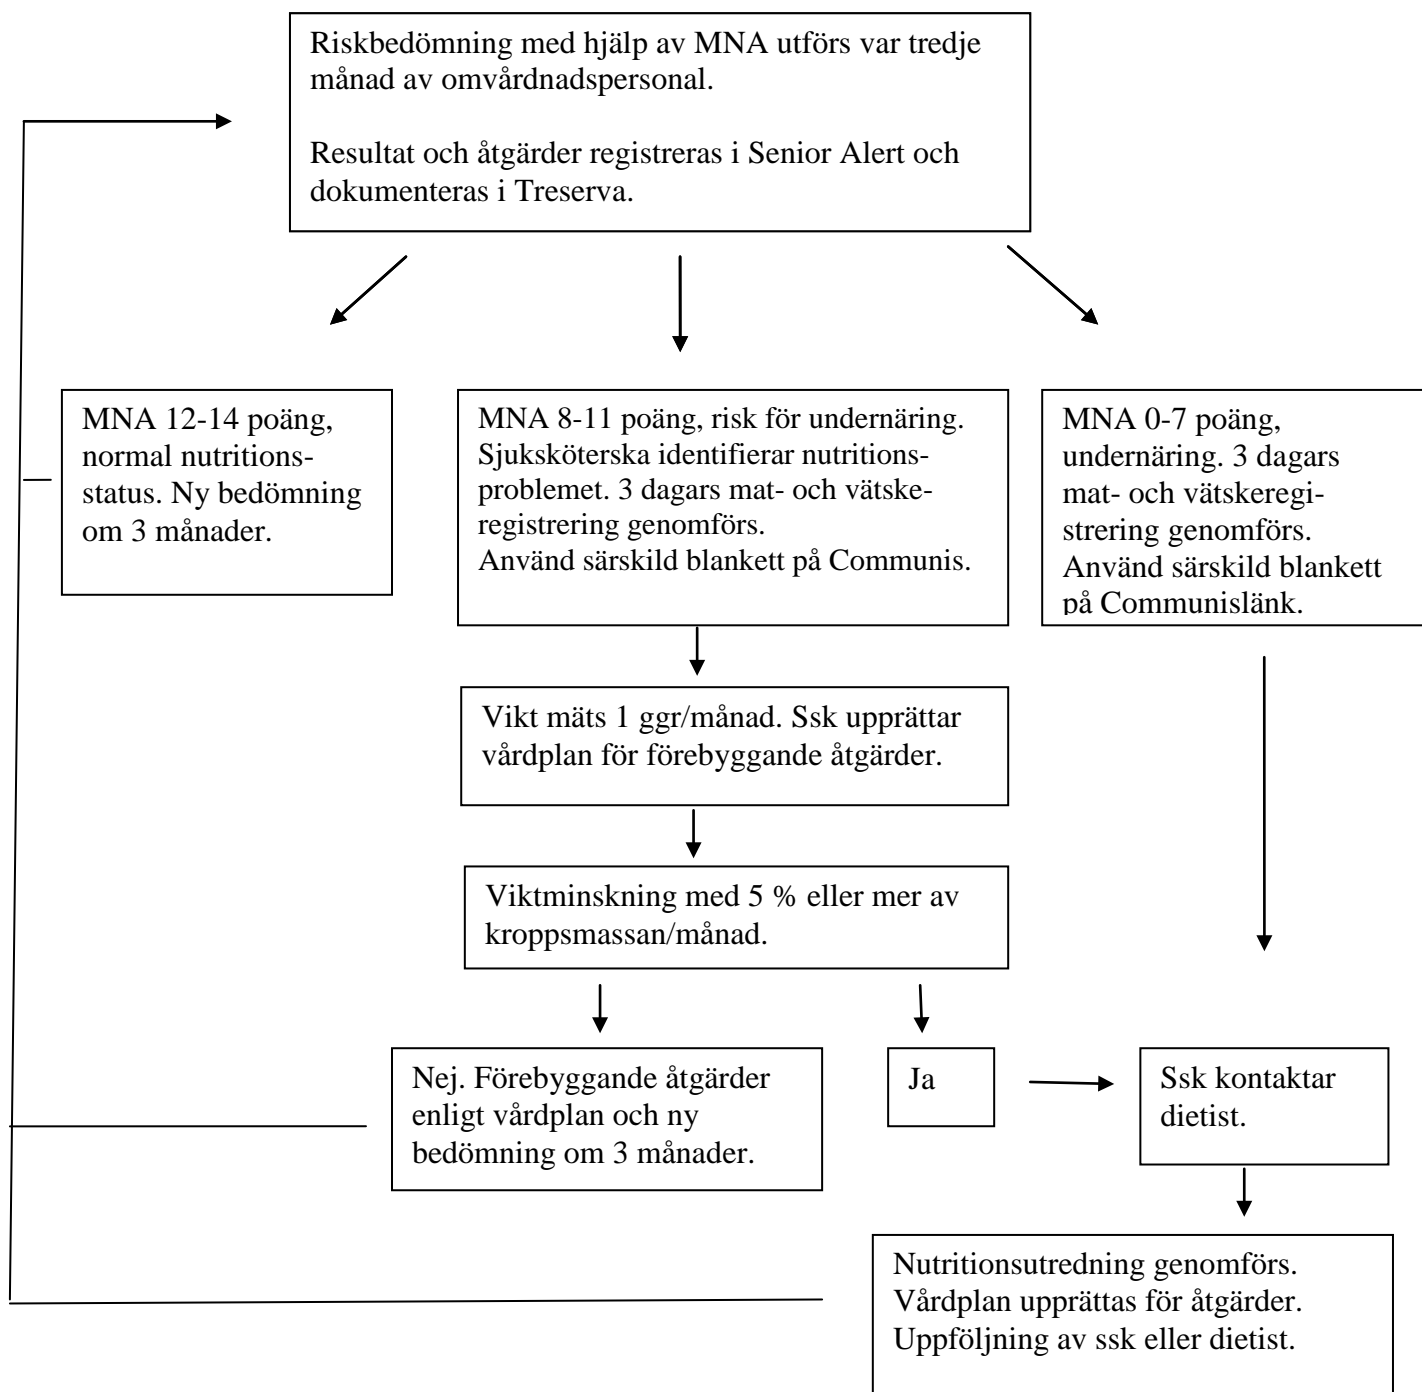 Riskbedömning med hjälp av MNA utförs var tredje
månad av omvårdnadspersonal.
Resultat och åtgärder registreras i Senior Alert och
dokumenteras i Treserva.
MNA 12-14 poäng,
normal nutritions-
status. Ny bedömning
om 3 månader.
MNA 8-11 poäng, risk för undernäring.
Sjuksköterska identifierar nutritions-
problemet. 3 dagars mat- och vätske-
registrering genomförs.
Använd särskild blankett på Communis.
MNA 0-7 poäng,
undernäring. 3 dagars
mat- och vätskeregi-
strering genomförs.
Använd särskild blankett
på Communislänk.
Vikt mäts 1 ggr/månad. Ssk upprättar
vårdplan för förebyggande åtgärder.
Viktminskning med 5 % eller mer av
kroppsmassan/månad.
Nej. Förebyggande åtgärder
enligt vårdplan och ny
bedömning om 3 månader.
Ja
Ssk kontaktar
dietist.
Nutritionsutredning genomförs.
Vårdplan upprättas för åtgärder.
Uppföljning av ssk eller dietist.